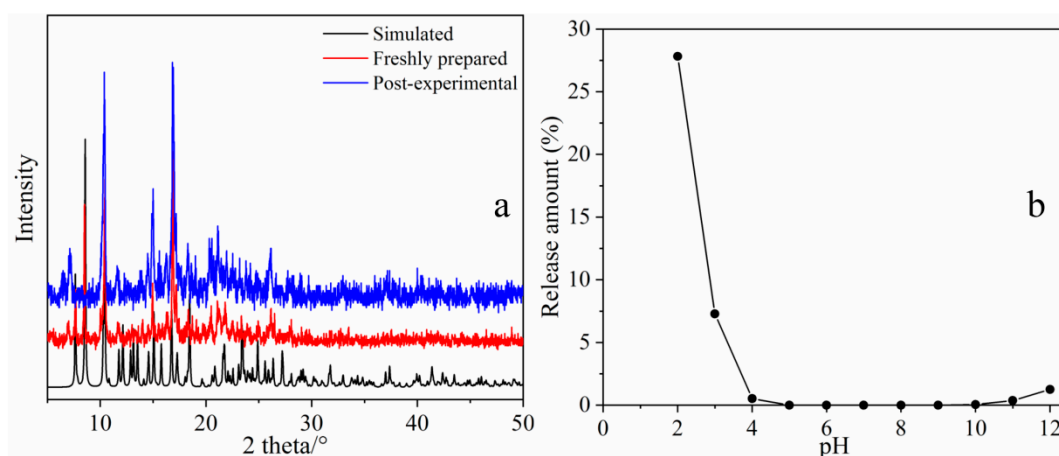 Simulated
Freshly prepared
Post-experimental
a
Intensity
10 20 30 40 50
2 theta/°
30
25
20
15
10
5
0
b
Release amount (%)
0 2 4 6 8 10 12
pH